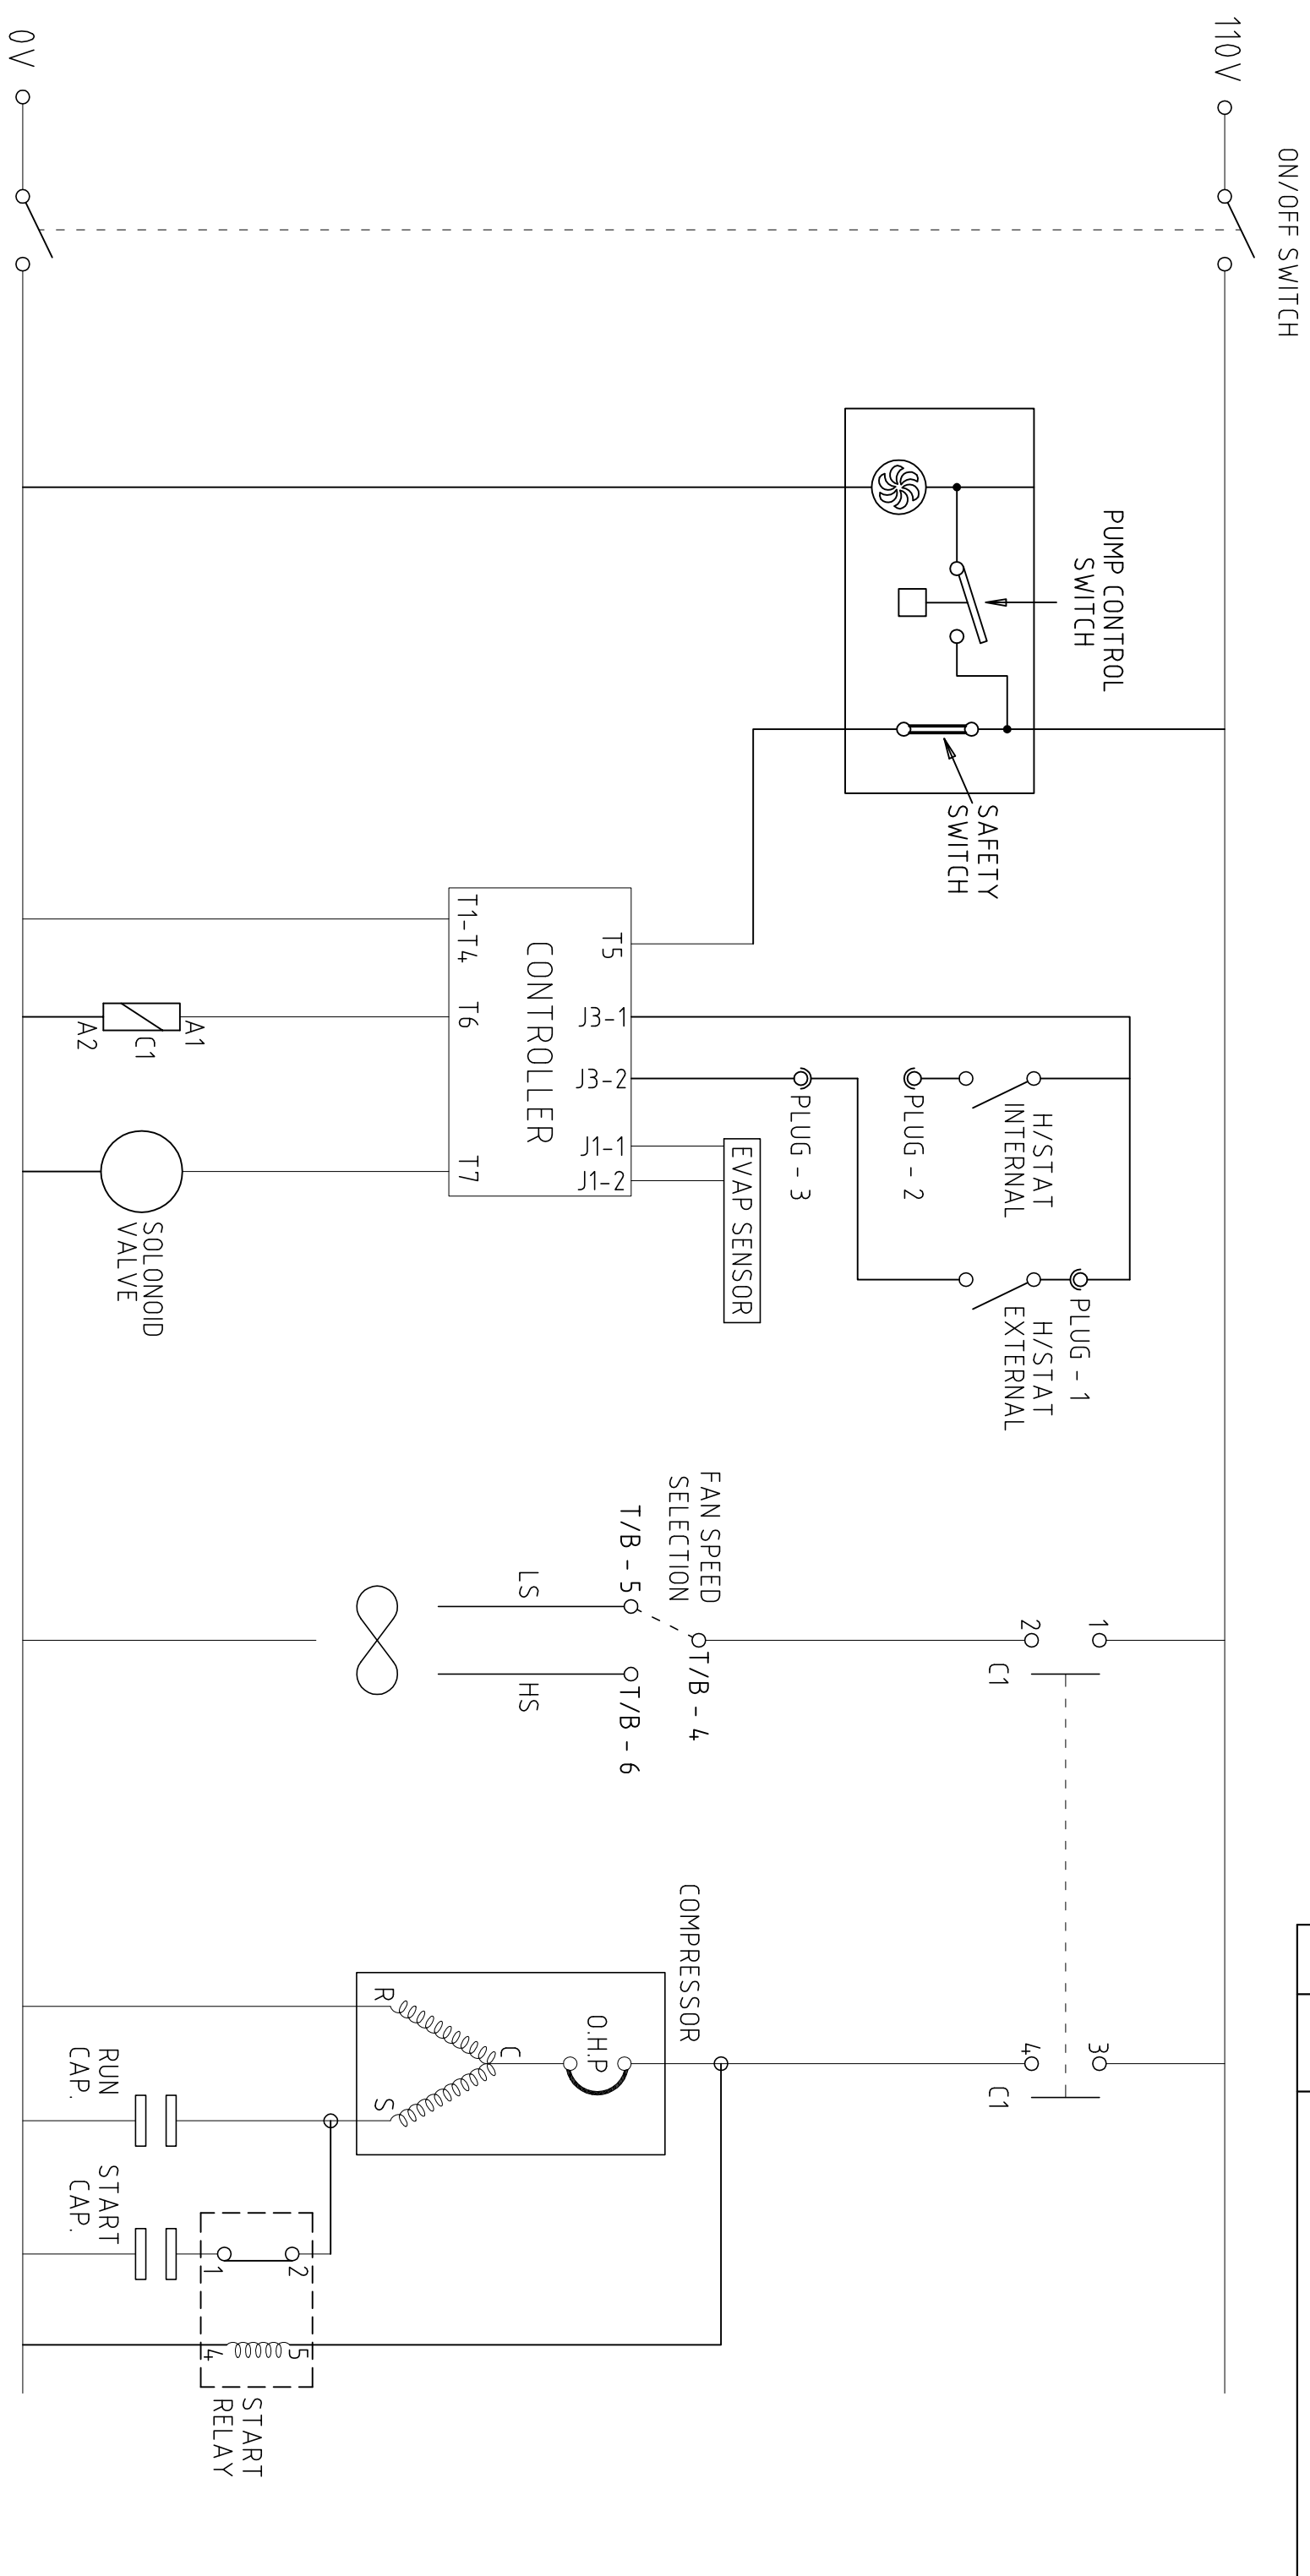 110V
ON/OFF SWITCH
0V
PUMP CONTROL
SWITCH
SAFETY
SWITCH
T5
J3-1
J3-2
J1-1
J1-2
CONTROLLER
T1-T4
T6
T7
A1
C1
A2
SOLONOID
VALVE
EVAP SENSOR
PLUG - 3
PLUG - 2
H/STAT
INTERNAL
PLUG - 1
H/STAT
EXTERNAL
FAN SPEED
SELECTION
T/B - 5
T/B - 4
T/B - 6
LS
HS
1
2
C1
3
4
C1
COMPRESSOR
O.H.P
C
R
S
RUN
CAP.
START
CAP.
2
1
5
4
START
RELAY